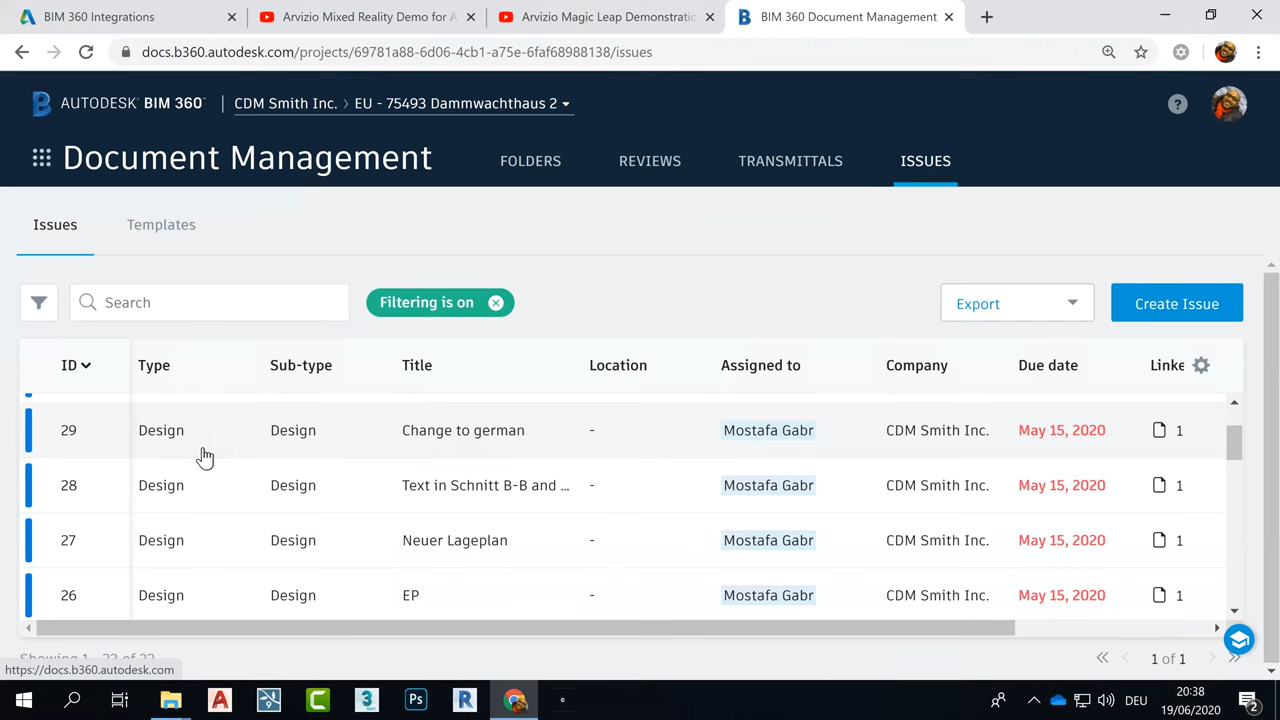 BIM 360 Integrations
Arvizio Mixed Reality Demo for A
Arvizio Magic Leap Demonstratio
BIM 360 Document Management
docs.b360.autodesk.com/projects/69781a88-6d06-4cb1-a75e-6faf68988138/issues
AUTODESK® BIM 360™ CDM Smith Inc. > EU - 75493 Dammwachthaus 2
Document Management FOLDERS REVIEWS TRANSMITTALS ISSUES
Issues Templates
Search Filtering is on Export Create Issue
ID Type Sub-type Title Location Assigned to Company Due date Linke
29 Design Design Change to german - Mostafa Gabr CDM Smith Inc. May 15, 2020 1
28 Design Design Text in Schnitt B-B and ... - Mostafa Gabr CDM Smith Inc. May 15, 2020 1
27 Design Design Neuer Lageplan - Mostafa Gabr CDM Smith Inc. May 15, 2020 1
26 Design Design EP - Mostafa Gabr CDM Smith Inc. May 15, 2020 1
1 of 1
https://docs.b360.autodesk.com
DEU
20:38
19/06/2020
2